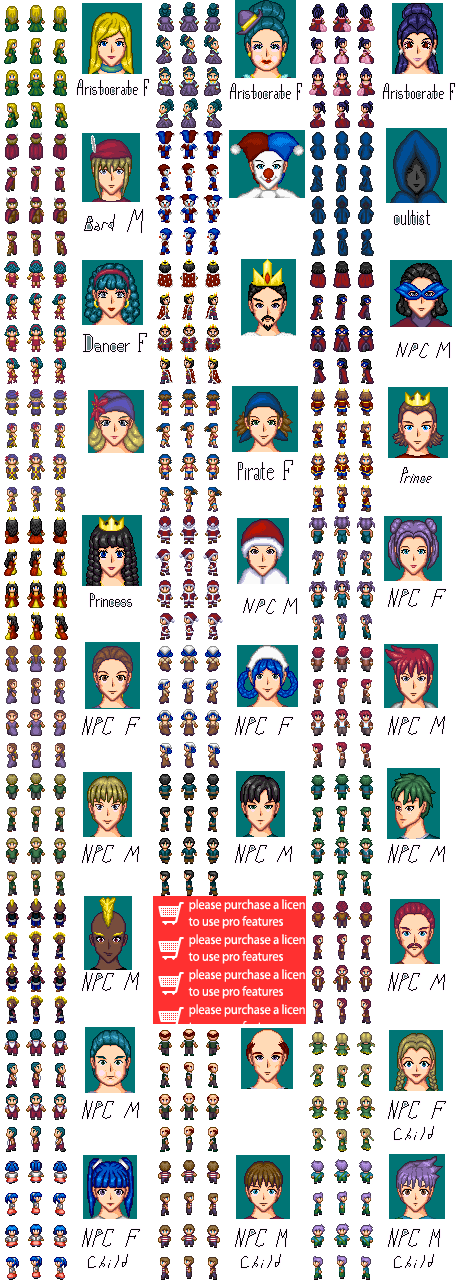 Aristocrate F
Aristocrate F
Aristocrate F
Bard M
cultist
Dancer F
NPC M
Pirate F
Prince
Princess
NPC M
NPC F
NPC F
NPC F
NPC M
NPC M
NPC M
NPC M
NPC M
please purchase a licen
to use pro features
please purchase a licen
to use pro features
please purchase a licen
to use pro features
please purchase a licen
NPC M
NPC M
NPC F
Child
NPC F
Child
NPC M
Child
NPC M
Child